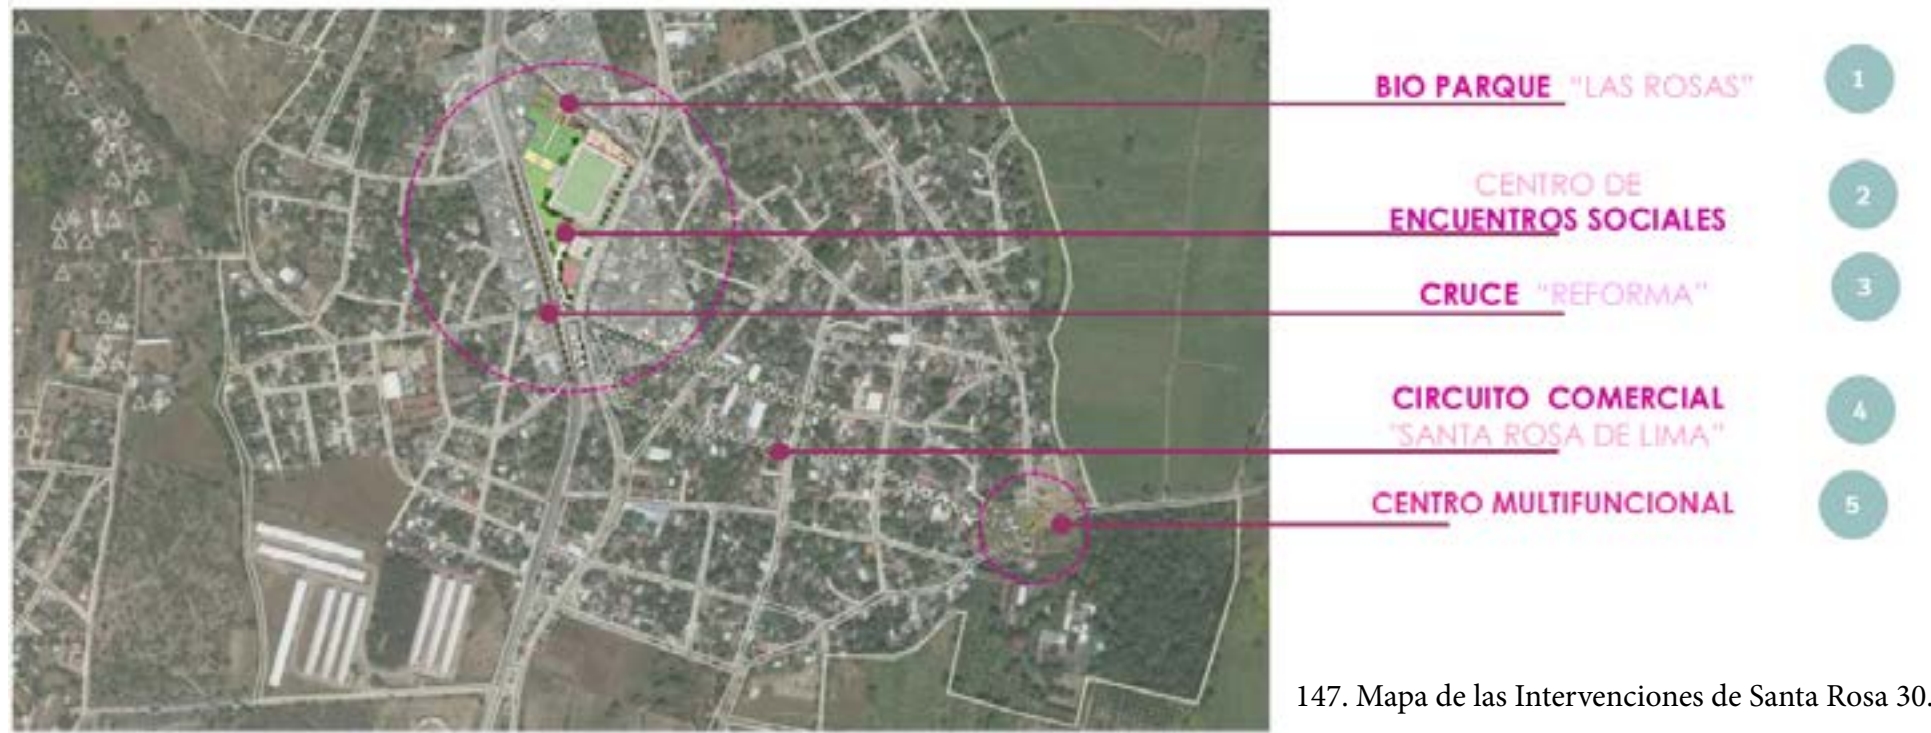 BIO PARQUE "LAS ROSAS"
1
CENTRO DE
ENCUENTROS SOCIALES
2
CRUCE "REFORMA"
3
CIRCUITO COMERCIAL
"SANTA ROSA DE LIMA"
4
CENTRO MULTIFUNCIONAL
5
147. Mapa de las Intervenciones de Santa Rosa 30.